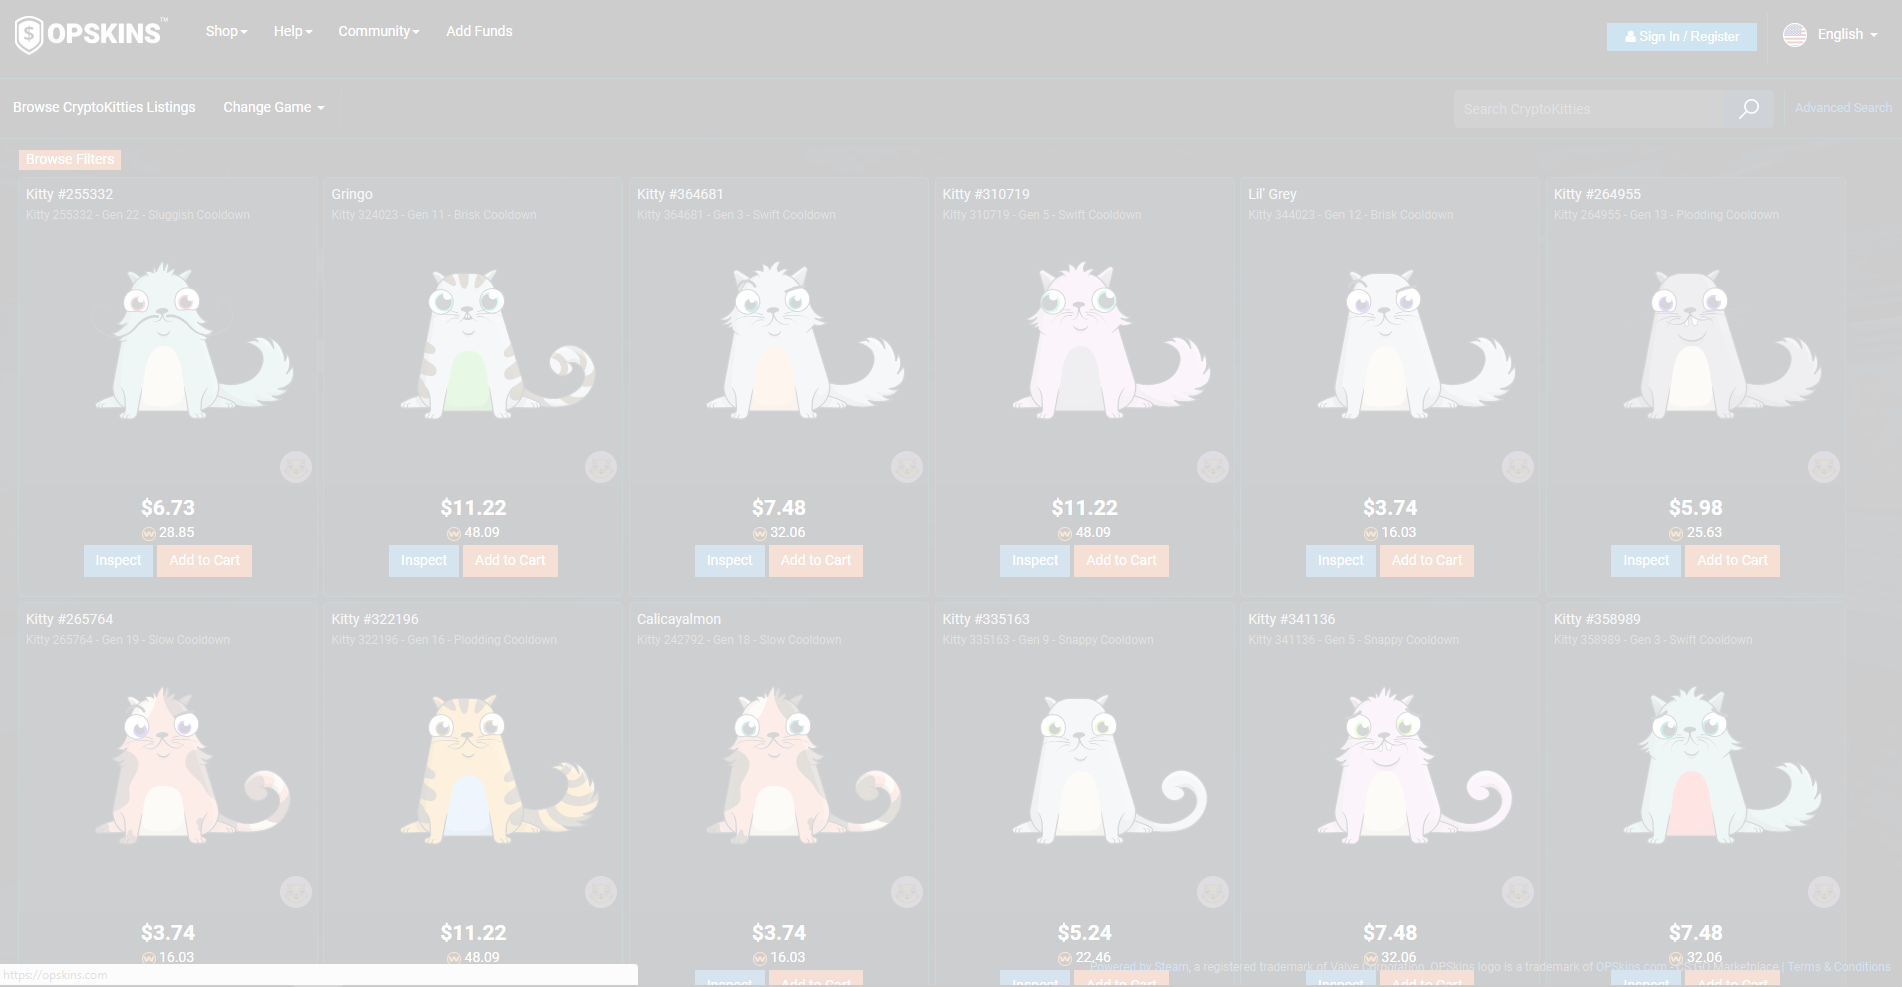 OPSKINS™
Shop Help Community Add Funds
Sign In / Register English
Browse CryptoKitties Listings Change Game
Search CryptoKitties
Advanced Search
Browse Filters
Kitty #255332
Kitty 255332 - Gen 22 - Sluggish Cooldown
$6.73
28.85
Inspect Add to Cart
Gringo
Kitty 324023 - Gen 11 - Brisk Cooldown
$11.22
48.09
Inspect Add to Cart
Kitty #364681
Kitty 364681 - Gen 3 - Swift Cooldown
$7.48
32.06
Inspect Add to Cart
Kitty #310719
Kitty 310719 - Gen 5 - Swift Cooldown
$11.22
48.09
Inspect Add to Cart
Lil' Grey
Kitty 344023 - Gen 12 - Brisk Cooldown
$3.74
16.03
Inspect Add to Cart
Kitty #264955
Kitty 264955 - Gen 13 - Plodding Cooldown
$5.98
25.63
Inspect Add to Cart
Kitty #265764
Kitty 265764 - Gen 19 - Slow Cooldown
$3.74
16.03
Kitty #322196
Kitty 322196 - Gen 16 - Plodding Cooldown
$11.22
48.09
Calicayalmon
Kitty 242792 - Gen 18 - Slow Cooldown
$3.74
16.03
Inspect Add to Cart
Kitty #335163
Kitty 335163 - Gen 9 - Snappy Cooldown
$5.24
22.46
Inspect Add to Cart
Kitty #341136
Kitty 341136 - Gen 5 - Snappy Cooldown
$7.48
32.06
Inspect Add to Cart
Kitty #358989
Kitty 358989 - Gen 3 - Swift Cooldown
$7.48
32.06
Inspect Add to Cart
https://opskins.com
Powered by Steam, a registered trademark of Valve Corporation. OPSkins logo is a trademark of OPSkins.com - CS:GO Marketplace | Terms & Conditions